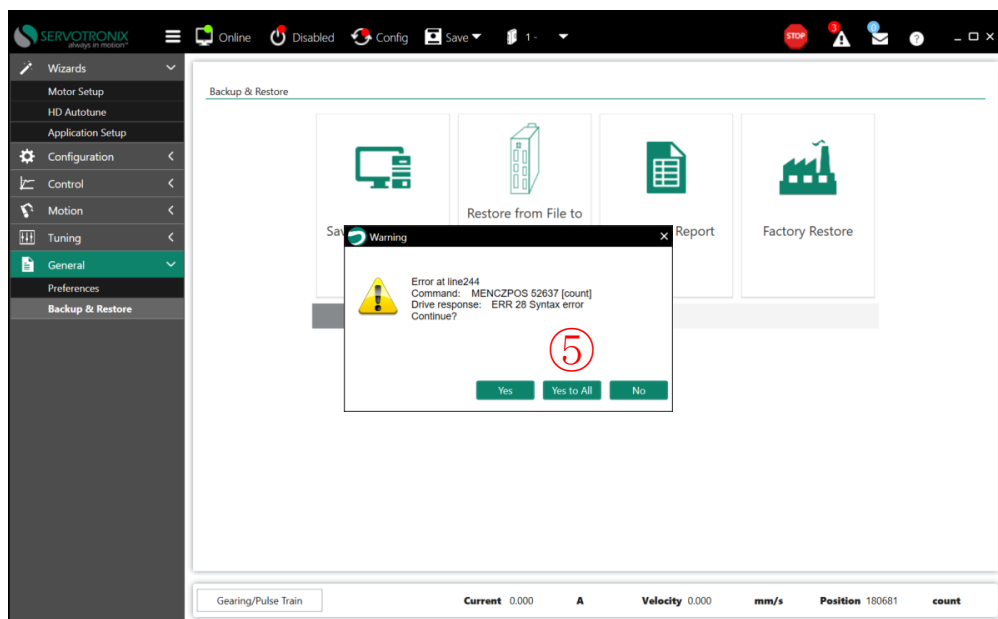 SERVOTRONIX
always in motion™
Online
Disabled
Config
Save
1 -
STOP
3
0
?
Wizards
Motor Setup
HD Autotune
Application Setup
Configuration
Control
Motion
Tuning
General
Preferences
Backup & Restore
Backup & Restore
Restore from File to
Sa
Report
Factory Restore
Warning
Error at line244
Command: MENCZPOS 52637 [count]
Drive response: ERR 28 Syntax error
Continue?
⑤
Yes
Yes to All
No
Gearing/Pulse Train
Current 0.000 A
Velocity 0.000 mm/s
Position 180681 count